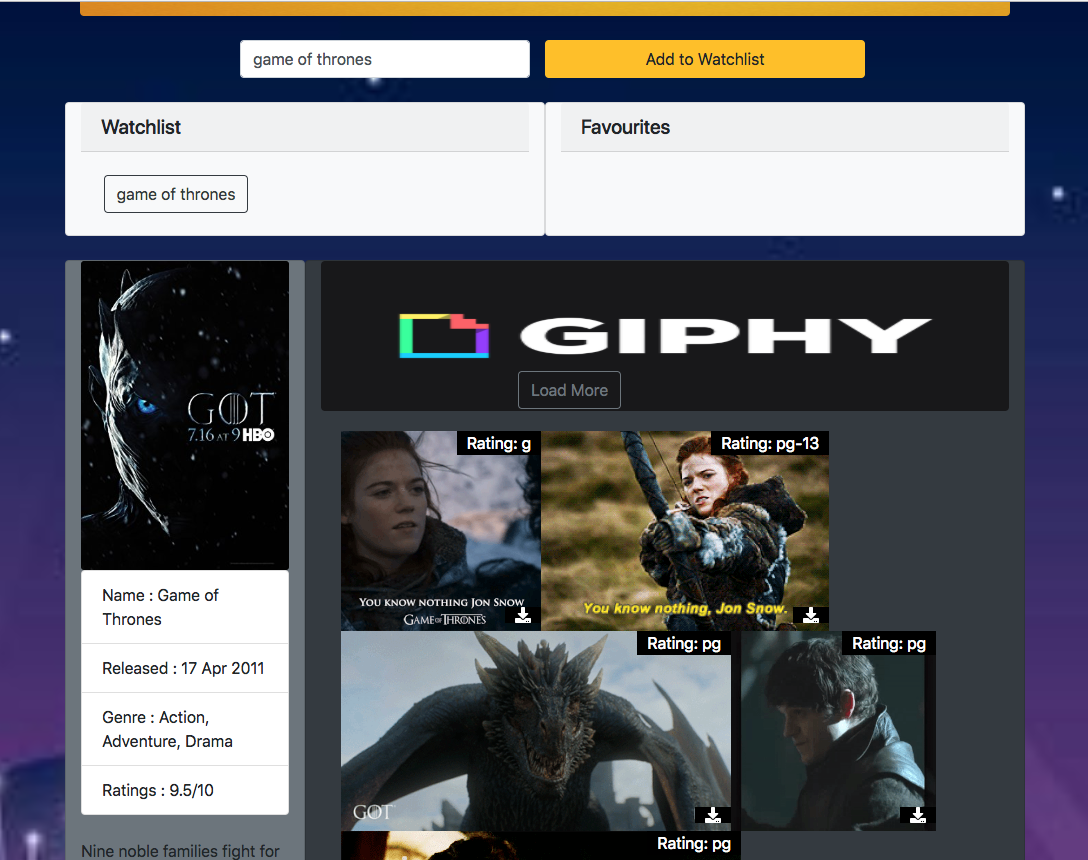 game of thrones
Add to Watchlist
Watchlist
Favourites
game of thrones
GOT
7.16 AT 9 HBO
GIPHY
Load More
Rating: g
Rating: pg-13
YOU KNOW NOTHING JON SNOW
GAME OF THRONES
You know nothing, Jon Snow.
Name : Game of
Thrones
Released : 17 Apr 2011
Genre : Action,
Adventure, Drama
Ratings : 9.5/10
Nine noble families fight for
Rating: pg
Rating: pg
GOT
Rating: pg